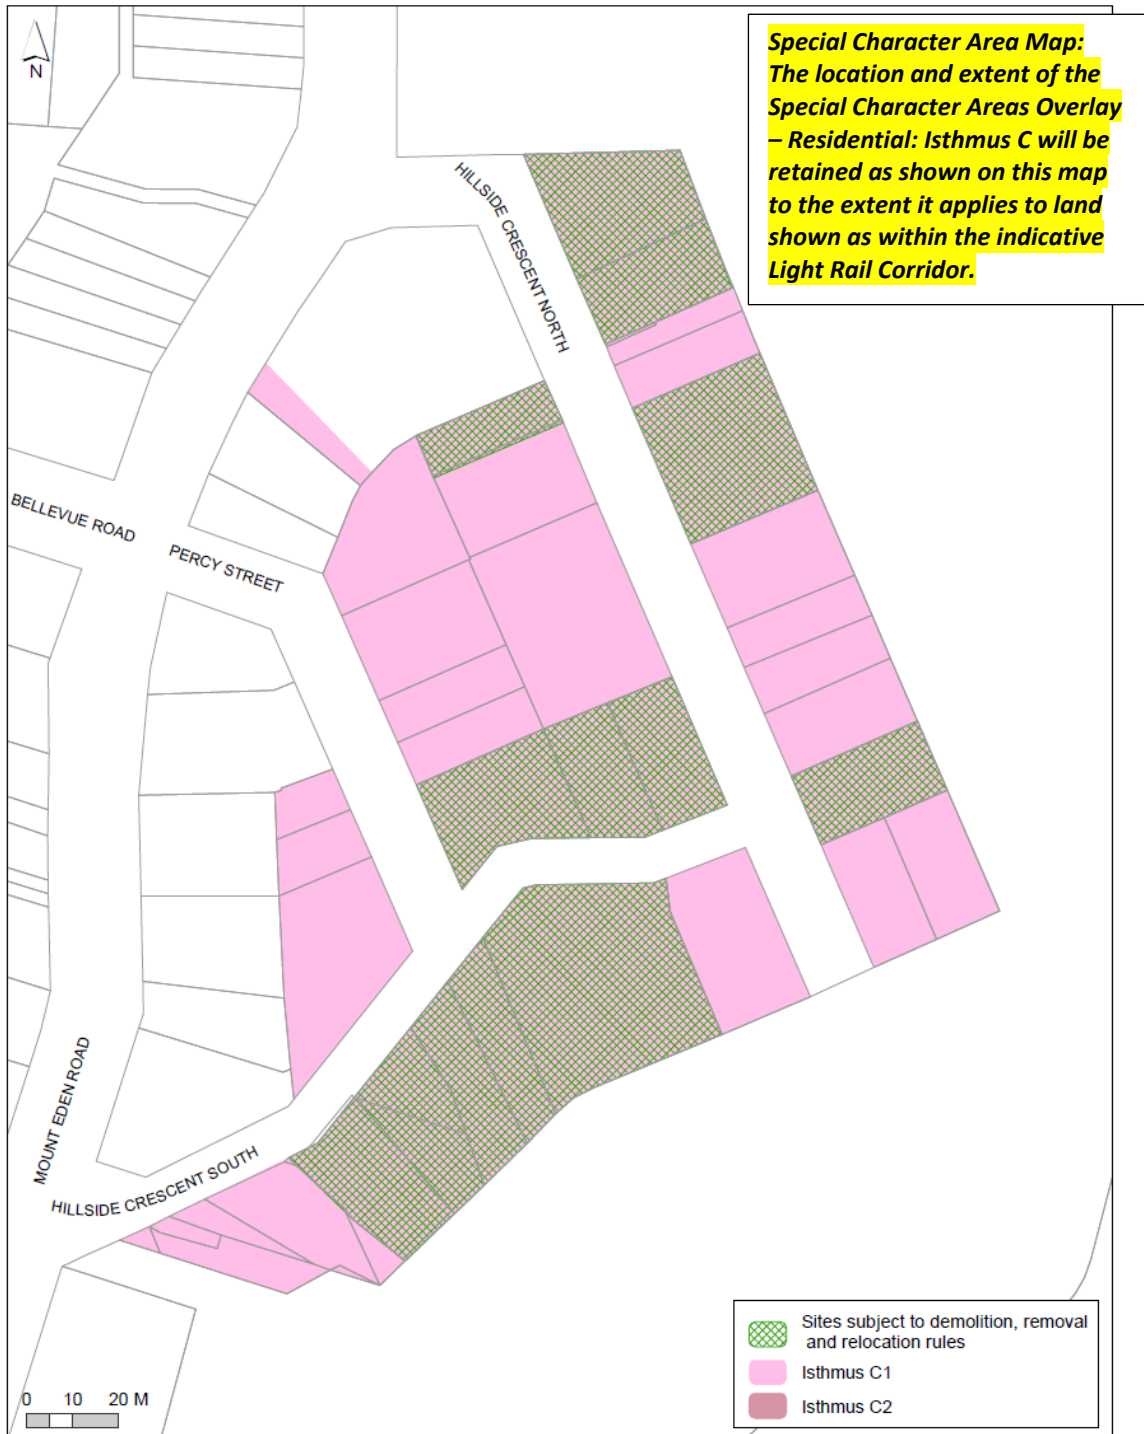 Special Character Area Map:
The location and extent of the
Special Character Areas Overlay
– Residential: Isthmus C will be
retained as shown on this map
to the extent it applies to land
shown as within the indicative
Light Rail Corridor.
N
HILLSIDE CRESCENT NORTH
BELLEVUE ROAD
PERCY STREET
MOUNT EDEN ROAD
HILLSIDE CRESCENT SOUTH
Sites subject to demolition, removal
and relocation rules
Isthmus C1
Isthmus C2
0 10 20 M